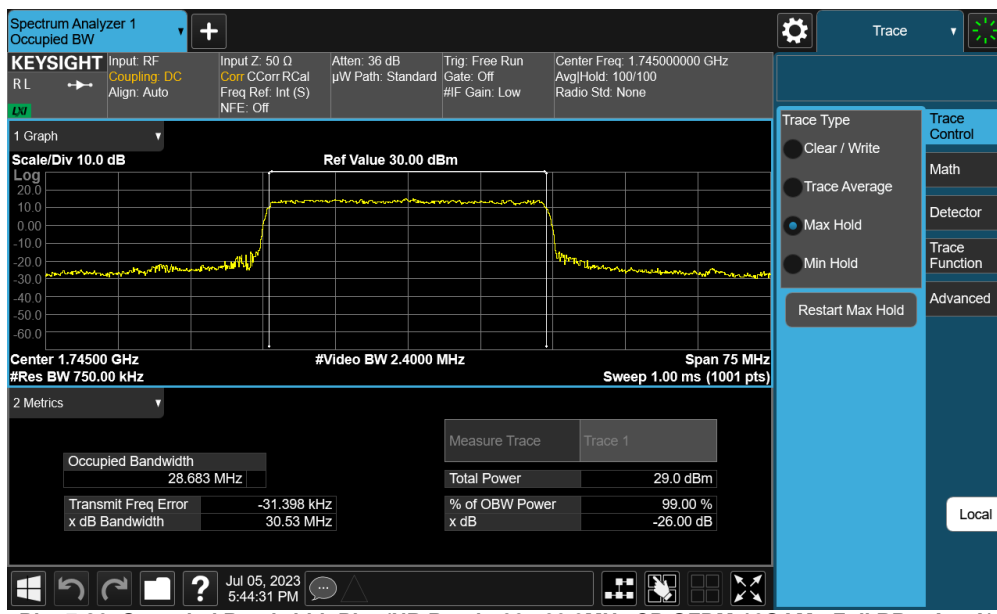 Spectrum Analyzer 1
Occupied BW
Trace
KEYSIGHT
R L
LXI
Input: RF
Coupling: DC
Align: Auto
Input Z: 50 Ω
Corr CCorr RCal
Freq Ref: Int (S)
NFE: Off
Atten: 36 dB
µW Path: Standard
Trig: Free Run
Gate: Off
#IF Gain: Low
Center Freq: 1.745000000 GHz
Avg|Hold: 100/100
Radio Std: None
1 Graph
Scale/Div 10.0 dB
Ref Value 30.00 dBm
Log
20.0
10.0
0.00
-10.0
-20.0
-30.0
-40.0
-50.0
-60.0
Center 1.74500 GHz
#Video BW 2.4000 MHz
Span 75 MHz
#Res BW 750.00 kHz
Sweep 1.00 ms (1001 pts)
2 Metrics
Measure Trace Trace 1
Occupied Bandwidth
28.683 MHz
Total Power 29.0 dBm
Transmit Freq Error -31.398 kHz
% of OBW Power 99.00 %
x dB Bandwidth 30.53 MHz
x dB -26.00 dB
Trace Type
Clear / Write
Trace Average
Max Hold
Min Hold
Restart Max Hold
Trace
Control
Math
Detector
Trace
Function
Advanced
Local
?
Jul 05, 2023
5:44:31 PM